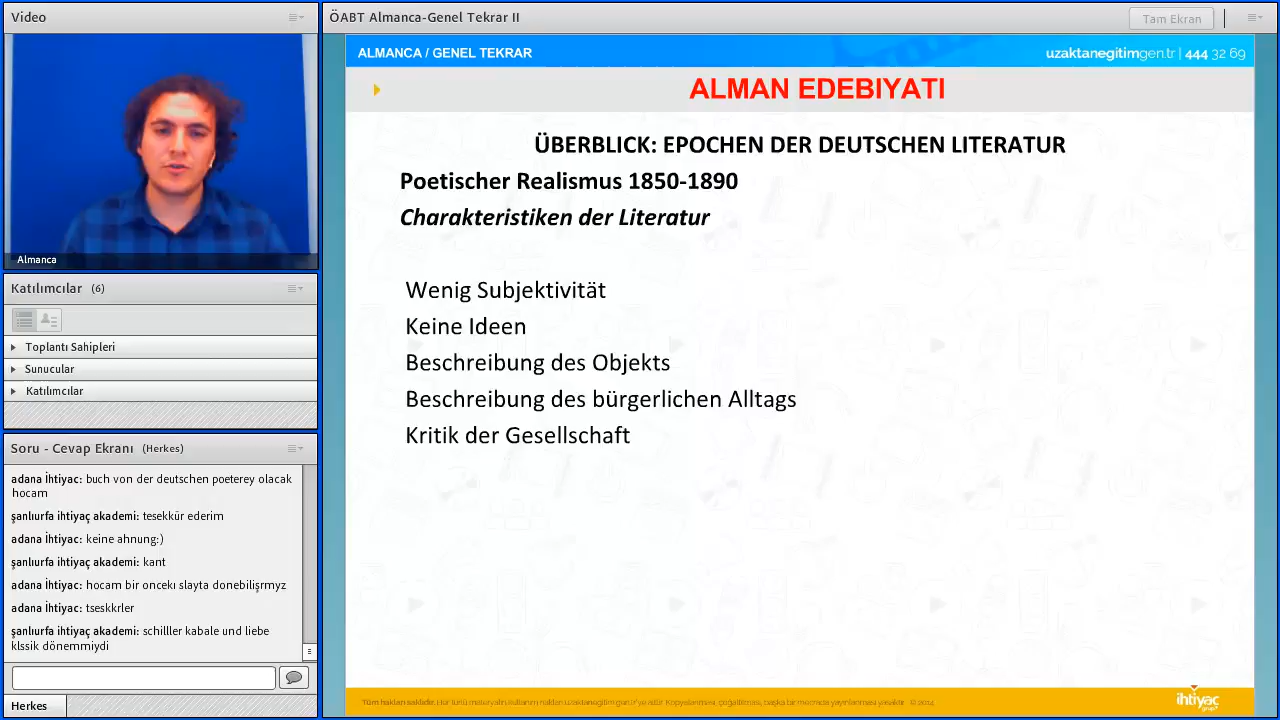 Video
Almanca
Katılımcılar (6)
Toplantı Sahipleri
Sunucular
Katılımcılar
Soru - Cevap Ekranı (Herkes)
adana İhtiyaç: buch von der deutschen poeterey olacak
hocam
şanlıurfa ihtiyaç akademi: tesekkür ederim
adana İhtiyaç: keine ahnung:)
şanlıurfa ihtiyaç akademi: kant
adana İhtiyaç: hocam bir oncekı slayta donebilişrmyz
adana İhtiyaç: tseskkrler
şanlıurfa ihtiyaç akademi: schilller kabale und liebe
klssik dönemmiydi
Herkes
ÖABT Almanca-Genel Tekrar II
Tam Ekran
ALMANCA / GENEL TEKRAR
uzaktanegitimgen.tr | 444 32 69
ALMAN EDEBIYATI
ÜBERBLICK: EPOCHEN DER DEUTSCHEN LITERATUR
Poetischer Realismus 1850-1890
Charakteristiken der Literatur
Wenig Subjektivität
Keine Ideen
Beschreibung des Objekts
Beschreibung des bürgerlichen Alltags
Kritik der Gesellschaft
Tüm hakları saklıdır.
© 2014
ihtiyaç